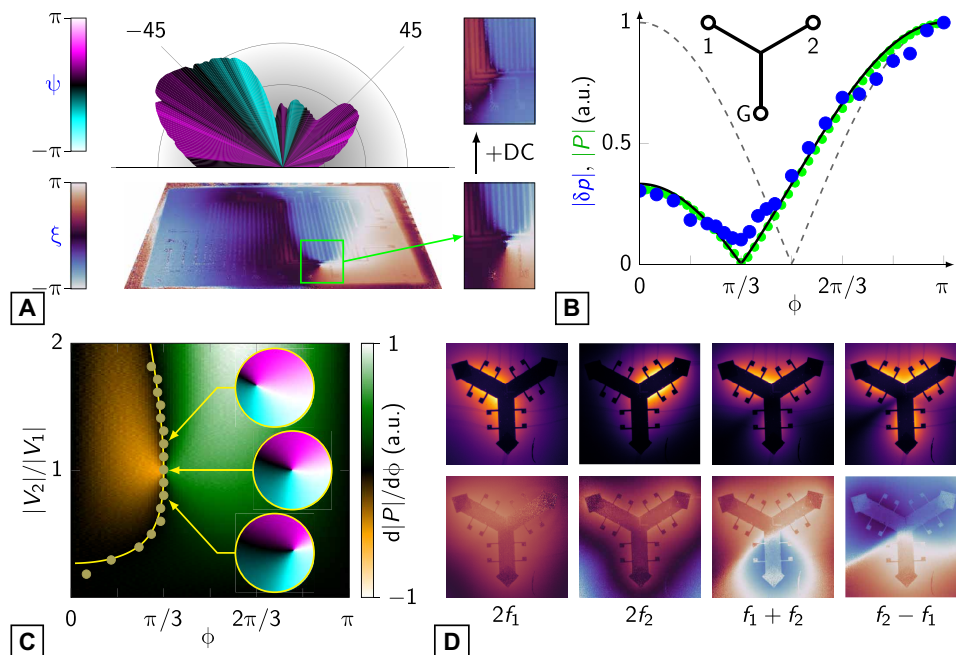 π
ψ
−π
−45
45
+DC
π
ξ
−π
A
1
|δp|, |P| (a.u.)
0.5
0
1
2
G
0
π/3
ϕ
2π/3
π
B
2
|V₂|/|V₁|
1
0
π/3
ϕ
2π/3
π
1
d|P|/dϕ (a.u.)
−1
C
2f₁
2f₂
f₁ + f₂
f₂ − f₁
D